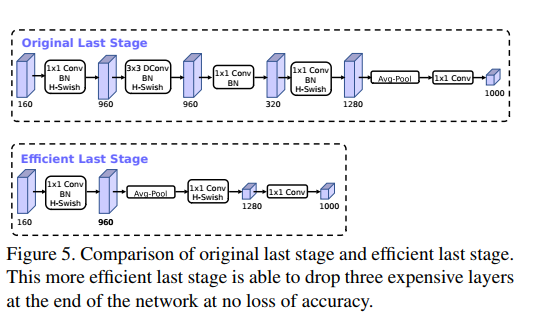 Original Last Stage
1x1 Conv
BN
H-Swish
3x3 DConv
BN
H-Swish
1x1 Conv
BN
1x1 Conv
BN
H-Swish
Avg-Pool
1x1 Conv
160
960
960
320
1280
1000
Efficient Last Stage
1x1 Conv
BN
H-Swish
Avg-Pool
1x1 Conv
H-Swish
1x1 Conv
160
960
1280
1000
Figure 5. Comparison of original last stage and efficient last stage.
This more efficient last stage is able to drop three expensive layers
at the end of the network at no loss of accuracy.